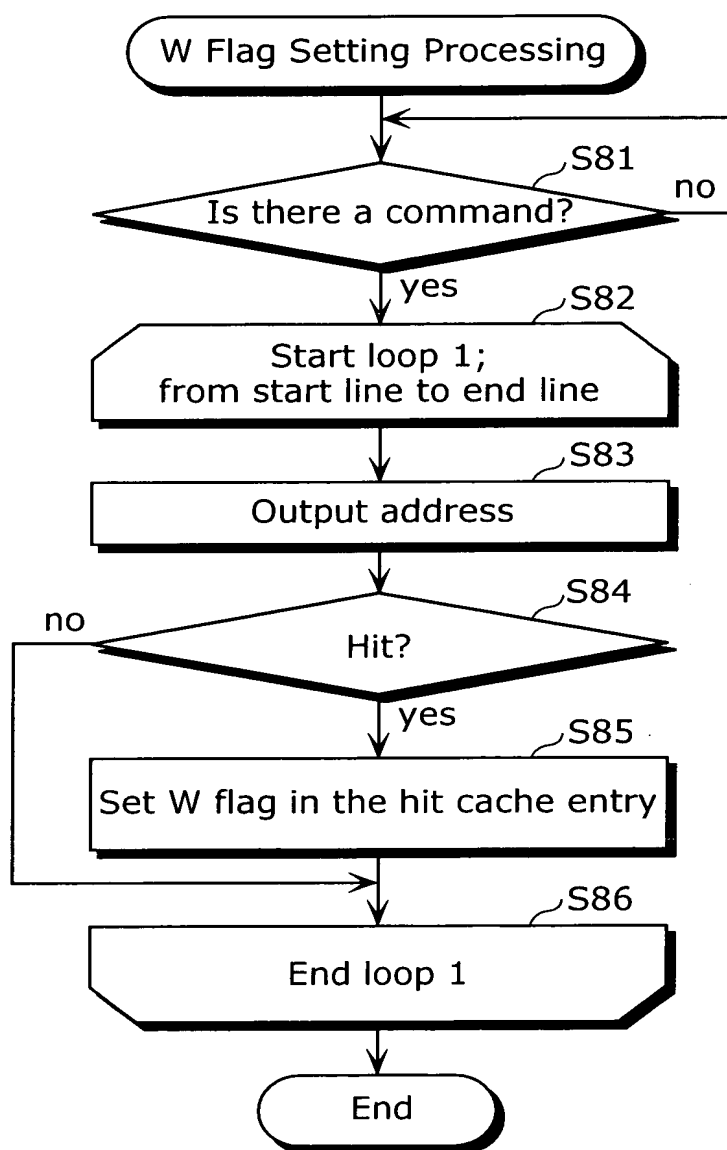 W Flag Setting Processing
S81
Is there a command?
no
yes
S82
Start loop 1;
from start line to end line
S83
Output address
S84
no
Hit?
yes
S85
Set W flag in the hit cache entry
S86
End loop 1
End